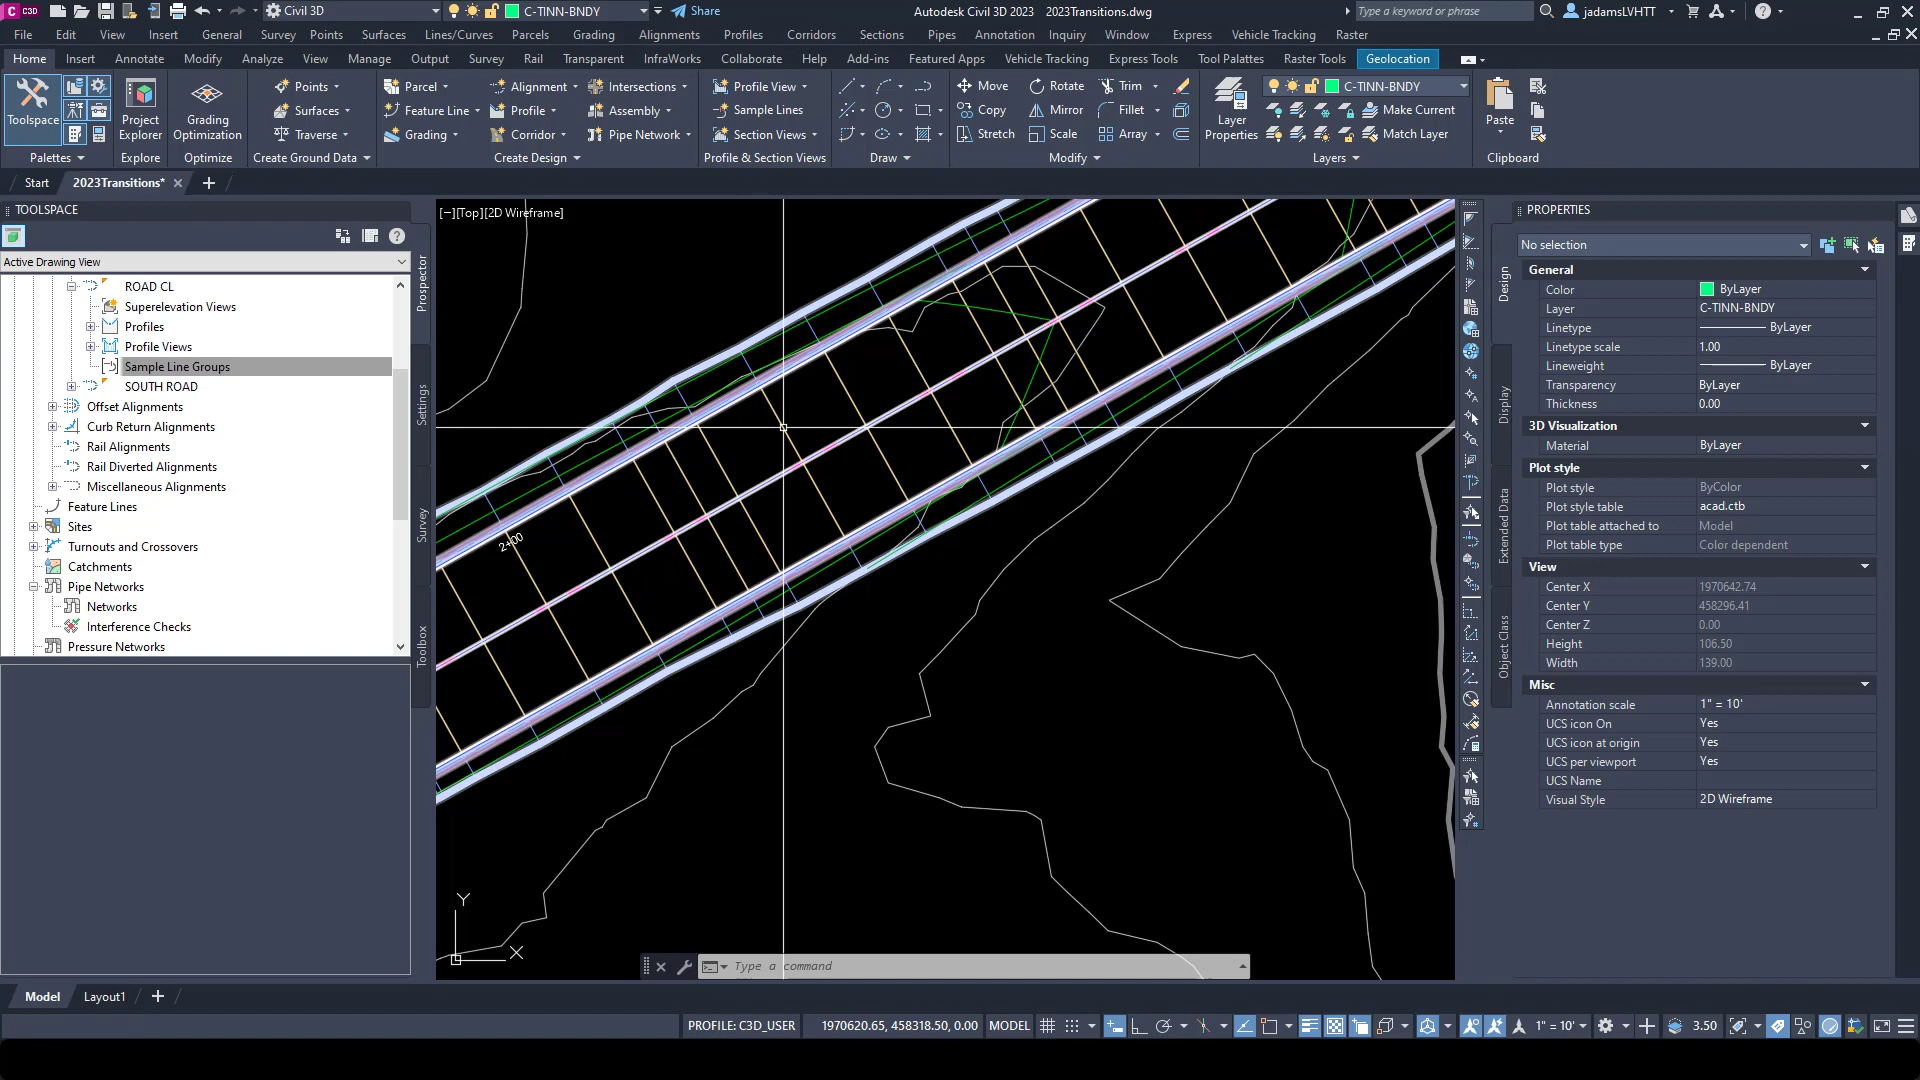 C C3D Civil 3D C-TINN-BNDY Share Autodesk Civil 3D 2023 2023Transitions.dwg Type a keyword or phrase jadamsLVHTT
File Edit View Insert General Survey Points Surfaces Lines/Curves Parcels Grading Alignments Profiles Corridors Sections Pipes Annotation Inquiry Window Express Vehicle Tracking Raster
Home Insert Annotate Modify Analyze View Manage Output Survey Rail Transparent InfraWorks Collaborate Help Add-ins Featured Apps Vehicle Tracking Express Tools Tool Palettes Raster Tools Geolocation
Points Parcel Alignment Intersections Profile View Move Rotate Trim C-TINN-BNDY
Toolspace Project Explorer Grading Optimization Surfaces Feature Line Profile Assembly Sample Lines Copy Mirror Fillet Layer Properties Make Current Paste
Traverse Grading Corridor Pipe Network Section Views Stretch Scale Array Match Layer
Palettes Explore Optimize Create Ground Data Create Design Profile & Section Views Draw Modify Layers Clipboard
Start 2023Transitions*
TOOLSPACE
Active Drawing View
ROAD CL
Superelevation Views
Profiles
Profile Views
Sample Line Groups
SOUTH ROAD
Offset Alignments
Curb Return Alignments
Rail Alignments
Rail Diverted Alignments
Miscellaneous Alignments
Feature Lines
Sites
Turnouts and Crossovers
Catchments
Pipe Networks
Networks
Interference Checks
Pressure Networks
Prospector
Settings
Survey
Toolbox
[−][Top][2D Wireframe]
2+00
Y
X
Type a command
PROPERTIES
No selection
Design
Display
Extended Data
Object Class
General
Color ByLayer
Layer C-TINN-BNDY
Linetype ByLayer
Linetype scale 1.00
Lineweight ByLayer
Transparency ByLayer
Thickness 0.00
3D Visualization
Material ByLayer
Plot style
Plot style ByColor
Plot style table acad.ctb
Plot table attached to Model
Plot table type Color dependent
View
Center X 1970642.74
Center Y 458296.41
Center Z 0.00
Height 106.50
Width 139.00
Misc
Annotation scale 1" = 10'
UCS icon On Yes
UCS icon at origin Yes
UCS per viewport Yes
UCS Name
Visual Style 2D Wireframe
Model Layout1
PROFILE: C3D_USER 1970620.65, 458318.50, 0.00 MODEL 1" = 10' 3.50